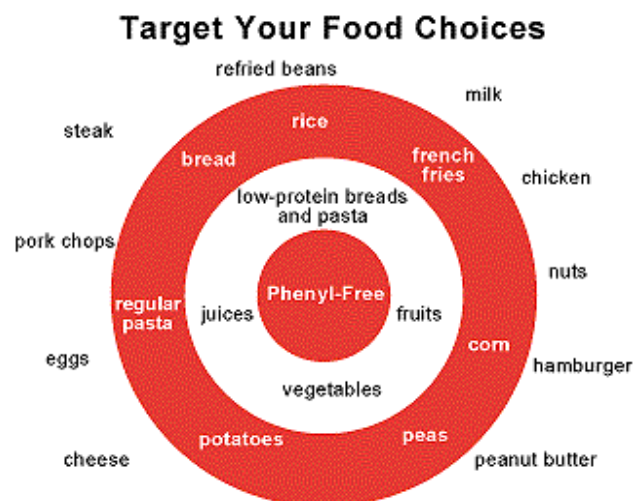 Target Your Food Choices
refried beans
milk
steak
rice
bread
french
fries
chicken
low-protein breads
and pasta
pork chops
nuts
Phenyl-Free
regular
pasta
juices
fruits
corn
eggs
hamburger
vegetables
potatoes
peas
cheese
peanut butter